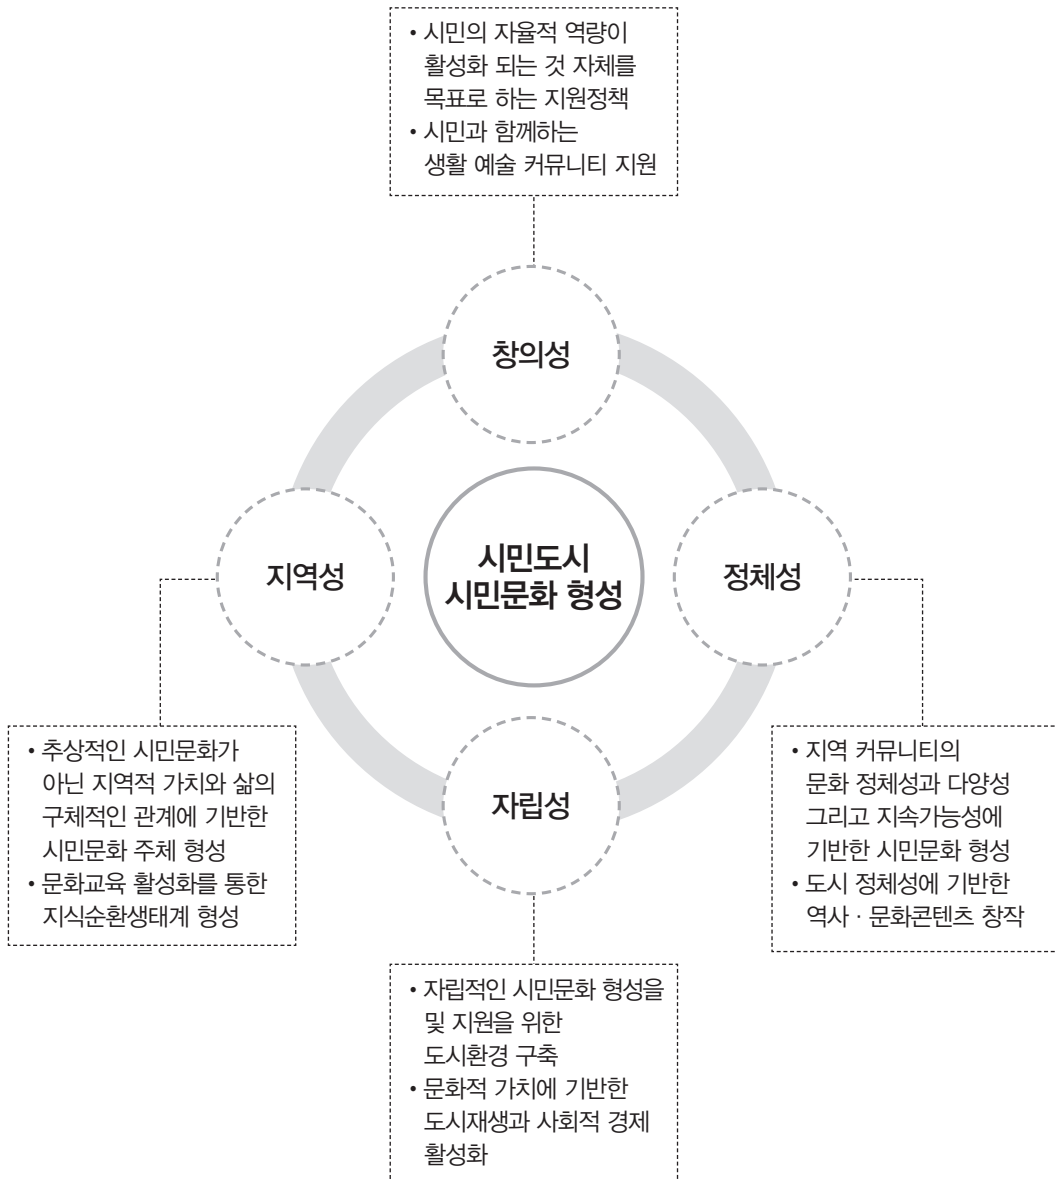 • 시민의 자율적 역량이
활성화 되는 것 자체를
목표로 하는 지원정책
• 시민과 함께하는
생활 예술 커뮤니티 지원
창의성
지역성
시민도시
시민문화 형성
정체성
자립성
• 추상적인 시민문화가
아닌 지역적 가치와 삶의
구체적인 관계에 기반한
시민문화 주체 형성
• 문화교육 활성화를 통한
지식순환생태계 형성
• 지역 커뮤니티의
문화 정체성과 다양성
그리고 지속가능성에
기반한 시민문화 형성
• 도시 정체성에 기반한
역사 · 문화콘텐츠 창작
• 자립적인 시민문화 형성을
및 지원을 위한
도시환경 구축
• 문화적 가치에 기반한
도시재생과 사회적 경제
활성화